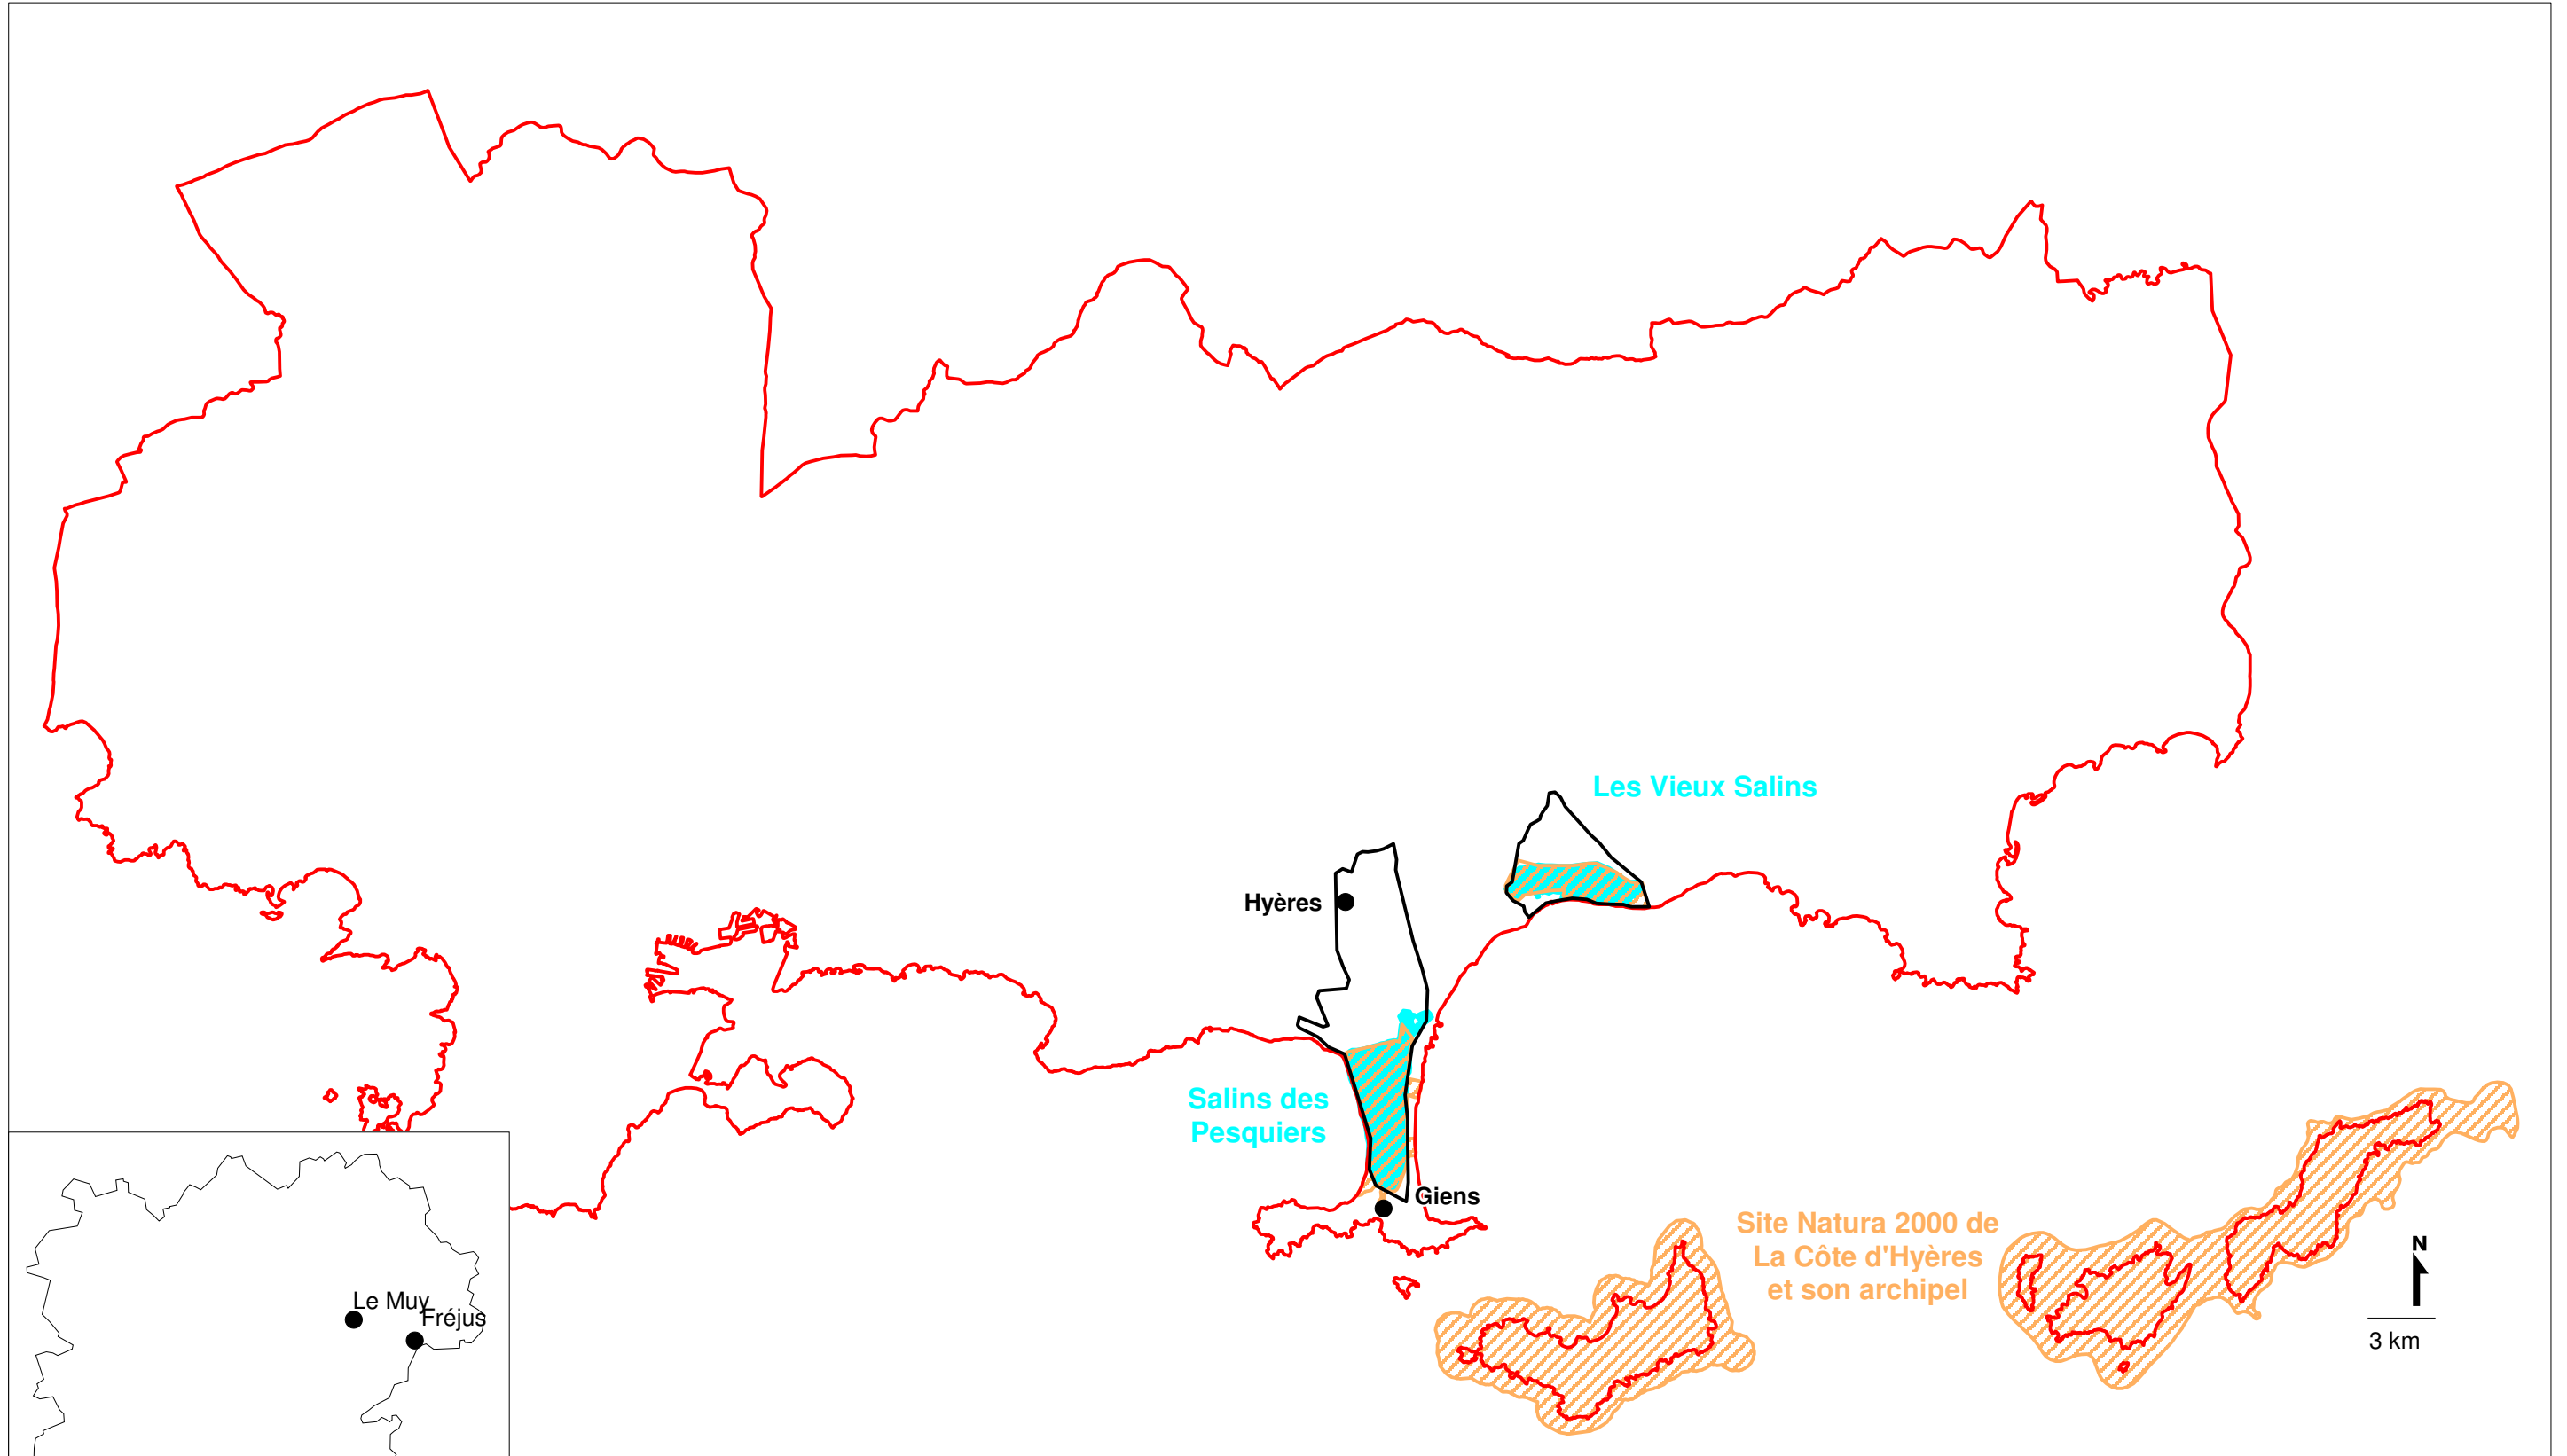 Les Vieux Salins
Hyères
Salins des
Pesquiers
Giens
Site Natura 2000 de
La Côte d'Hyères
et son archipel
N
3 km
Le Muy
Fréjus